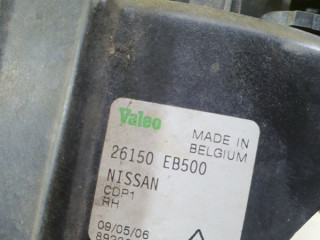 Valeo
MADE IN
BELGIUM
26150 EB500
NISSAN
CDP1
RH
09/05/06